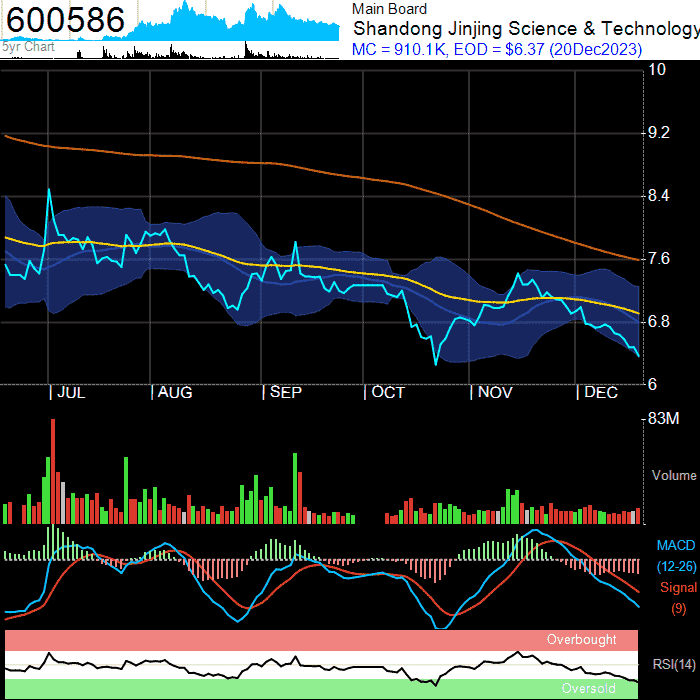 600586
5yr Chart
Main Board
Shandong Jinjing Science & Technology
MC = 910.1K, EOD = $6.37 (20Dec2023)
10
9.2
8.4
7.6
6.8
6
JUL
AUG
SEP
OCT
NOV
DEC
83M
Volume
MACD
(12-26)
Signal
(9)
Overbought
RSI(14)
Oversold